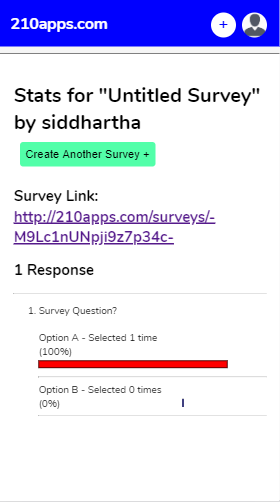 210apps.com
+
Stats for "Untitled Survey"
by siddhartha
Create Another Survey +
Survey Link:
http://210apps.com/surveys/-
M9Lc1nUNpji9z7p34c-
1 Response
1. Survey Question?
Option A - Selected 1 time
(100%)
Option B - Selected 0 times
(0%)